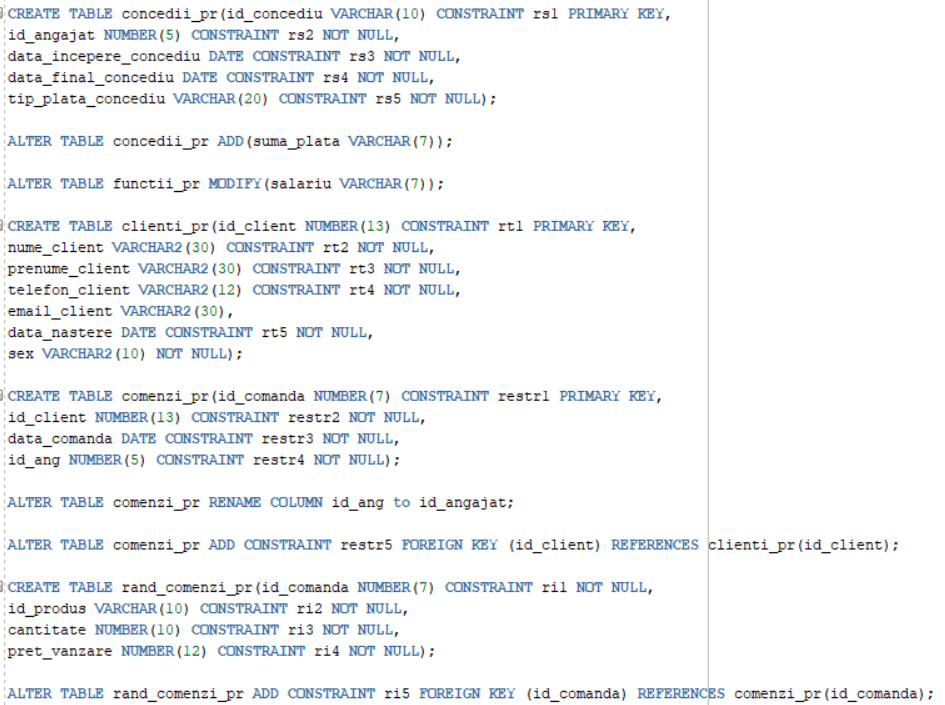 CREATE TABLE concedii_pr(id_concediu VARCHAR(10) CONSTRAINT rs1 PRIMARY KEY,
id_angajat NUMBER(5) CONSTRAINT rs2 NOT NULL,
data_incepere_concediu DATE CONSTRAINT rs3 NOT NULL,
data_final_concediu DATE CONSTRAINT rs4 NOT NULL,
tip_plata_concediu VARCHAR(20) CONSTRAINT rs5 NOT NULL);
ALTER TABLE concedii_pr ADD(suma_plata VARCHAR(7));
ALTER TABLE functii_pr MODIFY(salariu VARCHAR(7));
CREATE TABLE clienti_pr(id_client NUMBER(13) CONSTRAINT rt1 PRIMARY KEY,
nume_client VARCHAR2(30) CONSTRAINT rt2 NOT NULL,
prenume_client VARCHAR2(30) CONSTRAINT rt3 NOT NULL,
telefon_client VARCHAR2(12) CONSTRAINT rt4 NOT NULL,
email_client VARCHAR2(30),
data_nastere DATE CONSTRAINT rt5 NOT NULL,
sex VARCHAR2(10) NOT NULL);
CREATE TABLE comenzi_pr(id_comanda NUMBER(7) CONSTRAINT restr1 PRIMARY KEY,
id_client NUMBER(13) CONSTRAINT restr2 NOT NULL,
data_comanda DATE CONSTRAINT restr3 NOT NULL,
id_ang NUMBER(5) CONSTRAINT restr4 NOT NULL);
ALTER TABLE comenzi_pr RENAME COLUMN id_ang to id_angajat;
ALTER TABLE comenzi_pr ADD CONSTRAINT restr5 FOREIGN KEY (id_client) REFERENCES clienti_pr(id_client);
CREATE TABLE rand_comenzi_pr(id_comanda NUMBER(7) CONSTRAINT ri1 NOT NULL,
id_produs VARCHAR(10) CONSTRAINT ri2 NOT NULL,
cantitate NUMBER(10) CONSTRAINT ri3 NOT NULL,
pret_vanzare NUMBER(12) CONSTRAINT ri4 NOT NULL);
ALTER TABLE rand_comenzi_pr ADD CONSTRAINT ri5 FOREIGN KEY (id_comanda) REFERENCES comenzi_pr(id_comanda);